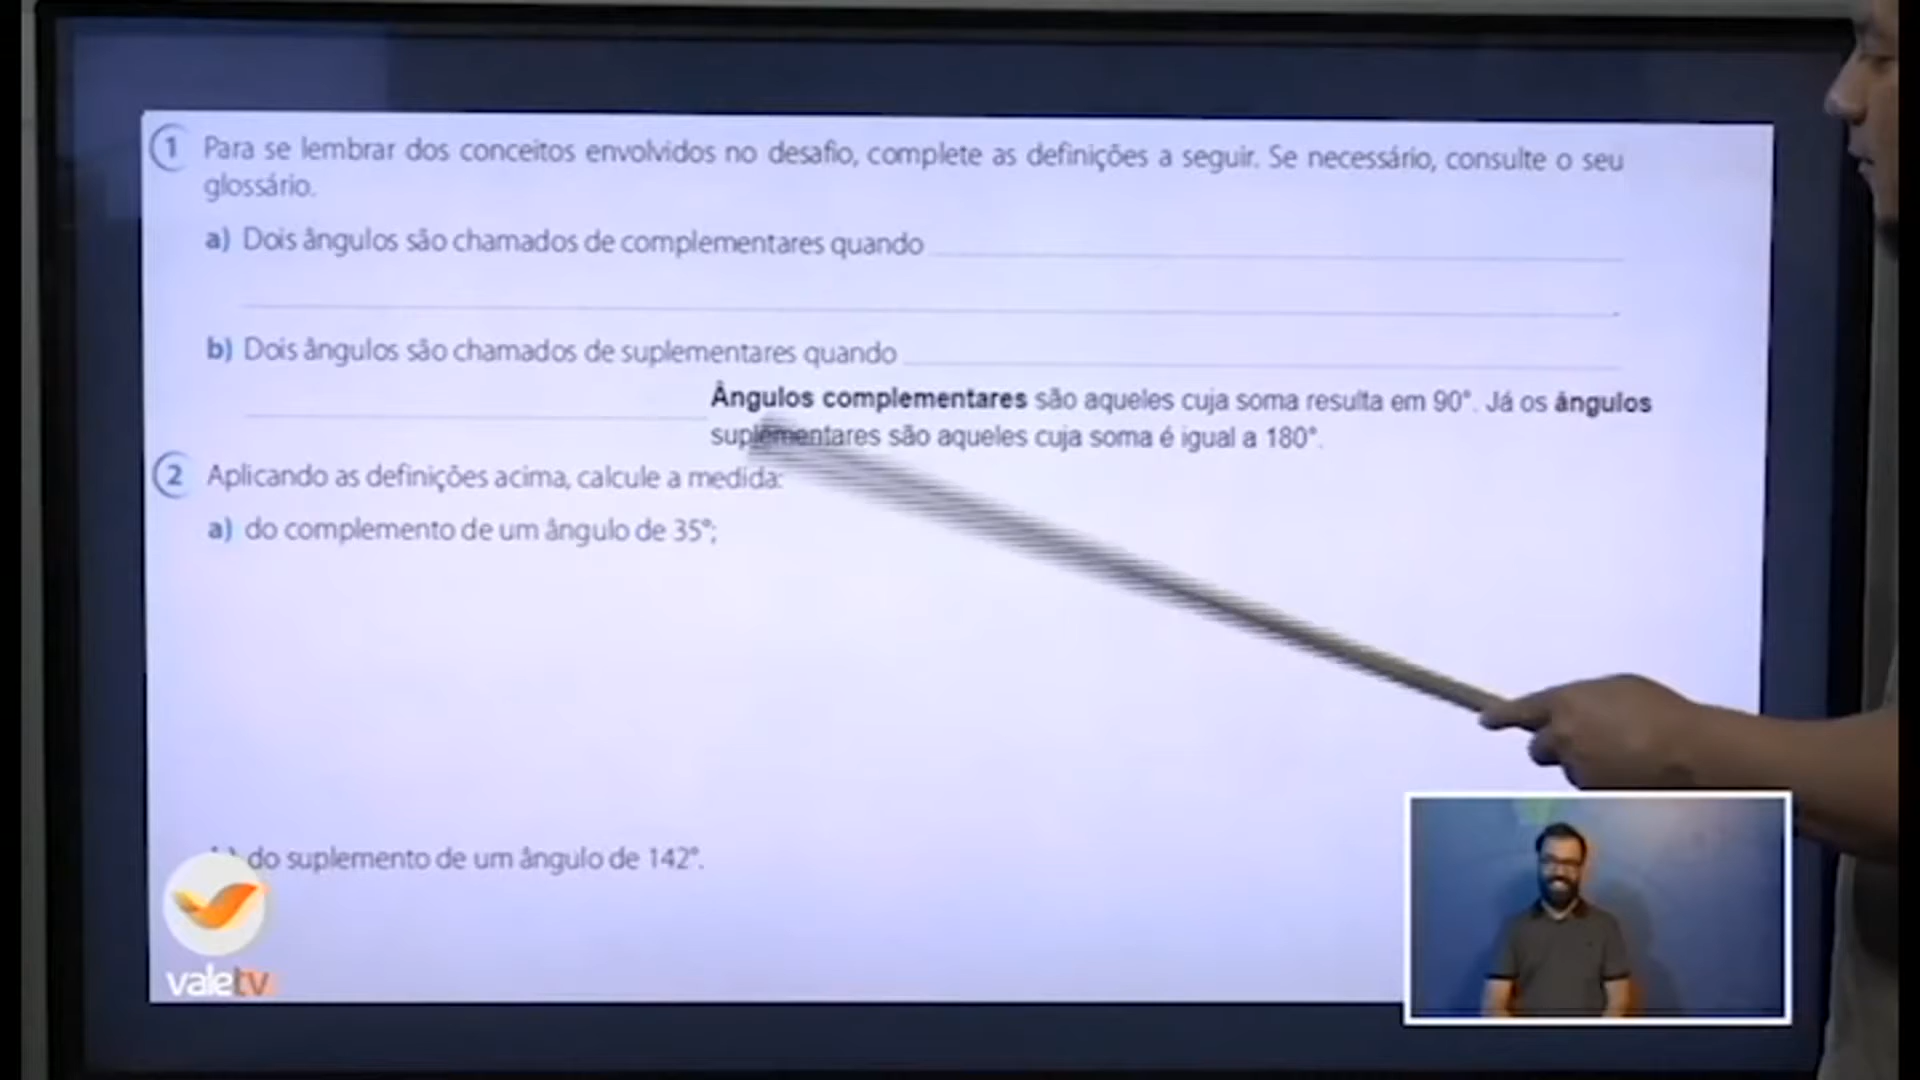 1 Para se lembrar dos conceitos envolvidos no desafio, complete as definições a seguir. Se necessário, consulte o seu
glossário.
a) Dois ângulos são chamados de complementares quando
b) Dois ângulos são chamados de suplementares quando
Ângulos complementares são aqueles cuja soma resulta em 90°. Já os ângulos
suplementares são aqueles cuja soma é igual a 180°.
2 Aplicando as definições acima, calcule a medida:
a) do complemento de um ângulo de 35°;
do suplemento de um ângulo de 142°.
valetv